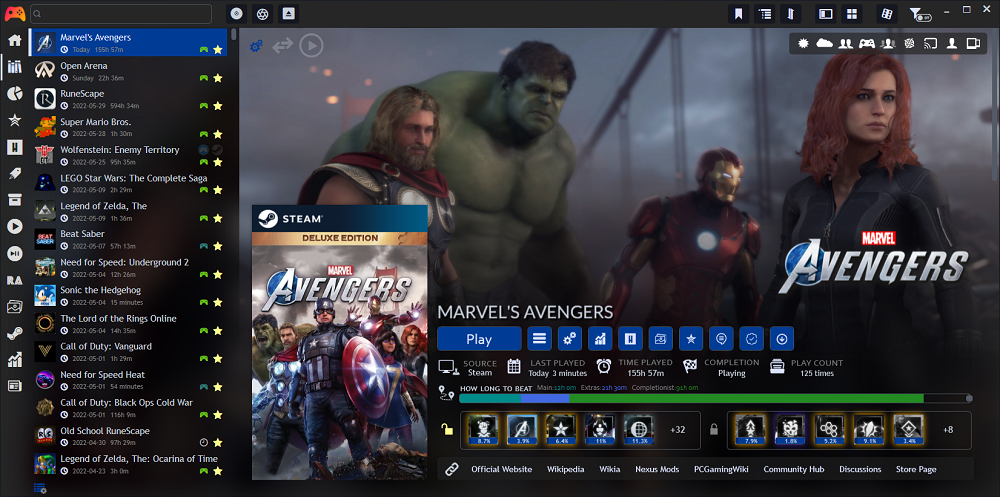 Marvel's Avengers
Today 155h 57m
Open Arena
Sunday 22h 36m
RuneScape
2022-05-29 594h 34m
Super Mario Bros.
2022-05-28 1h 30m
Wolfenstein: Enemy Territory
2022-05-25 95h 35m
LEGO Star Wars: The Complete Saga
2022-05-09 2h 29m
Legend of Zelda, The
2022-05-09 1h 36m
BEAT SABER
Beat Saber
2022-05-07 57h 13m
Need for Speed: Underground 2
2022-05-04 12h 26m
Sonic the Hedgehog
2022-05-04 15 minutes
The Lord of the Rings Online
2022-05-04 14h 35m
Call of Duty: Vanguard
2022-05-01 1h 29m
Need for Speed Heat
2022-05-01 54 minutes
Call of Duty: Black Ops Cold War
2022-05-01 116h 9m
Old School RuneScape
2022-04-30 97h 29m
Legend of Zelda, The: Ocarina of Time
2022-04-23 3h 0m
RA
Off
STEAM
DELUXE EDITION
MARVEL
AVENGERS
MARVEL
AVENGERS
MARVEL'S AVENGERS
Play
SOURCE
Steam
LAST PLAYED
Today 3 minutes
TIME PLAYED
155h 57m
COMPLETION
Playing
PLAY COUNT
125 times
HOW LONG TO BEAT Main:12h 0m Extras:21h 30m Completionist:91h 0m
8.7% 3.9% 6.4% 11% 11.3% +32
7.9% 1.8% 5.2% 9.1% 3.4% +8
Official Website Wikipedia Wikia Nexus Mods PCGamingWiki Community Hub Discussions Store Page